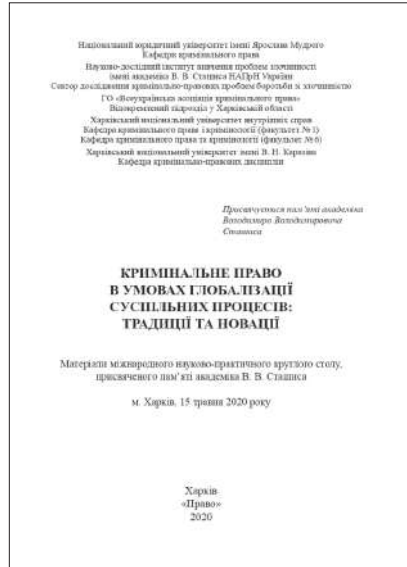 Національний юридичний університет імені Ярослава Мудрого
Кафедра кримінального права
Науково-дослідний інститут вивчення проблем злочинності
імені академіка В. В. Сташиса НАПрН України
Сектор дослідження кримінально-правових проблем боротьби зі злочинністю
ГО «Всеукраїнська асоціація кримінального права»
Відокремлений підрозділ у Харківській області
Харківський національний університет внутрішніх справ
Кафедра кримінального права і кримінології (факультет № 1)
Кафедра кримінального права та кримінології (факультет № 6)
Харківський національний університет імені В. Н. Каразіна
Кафедра кримінально-правових дисциплін
Присвячується пам’яті академіка
Володимира Володимировича
Сташиса
КРИМІНАЛЬНЕ ПРАВО
В УМОВАХ ГЛОБАЛІЗАЦІЇ
СУСПІЛЬНИХ ПРОЦЕСІВ:
ТРАДИЦІЇ ТА НОВАЦІЇ
Матеріали міжнародного науково-практичного круглого столу,
присвяченого пам’яті академіка В. В. Сташиса
м. Харків, 15 травня 2020 року
Харків
«Право»
2020